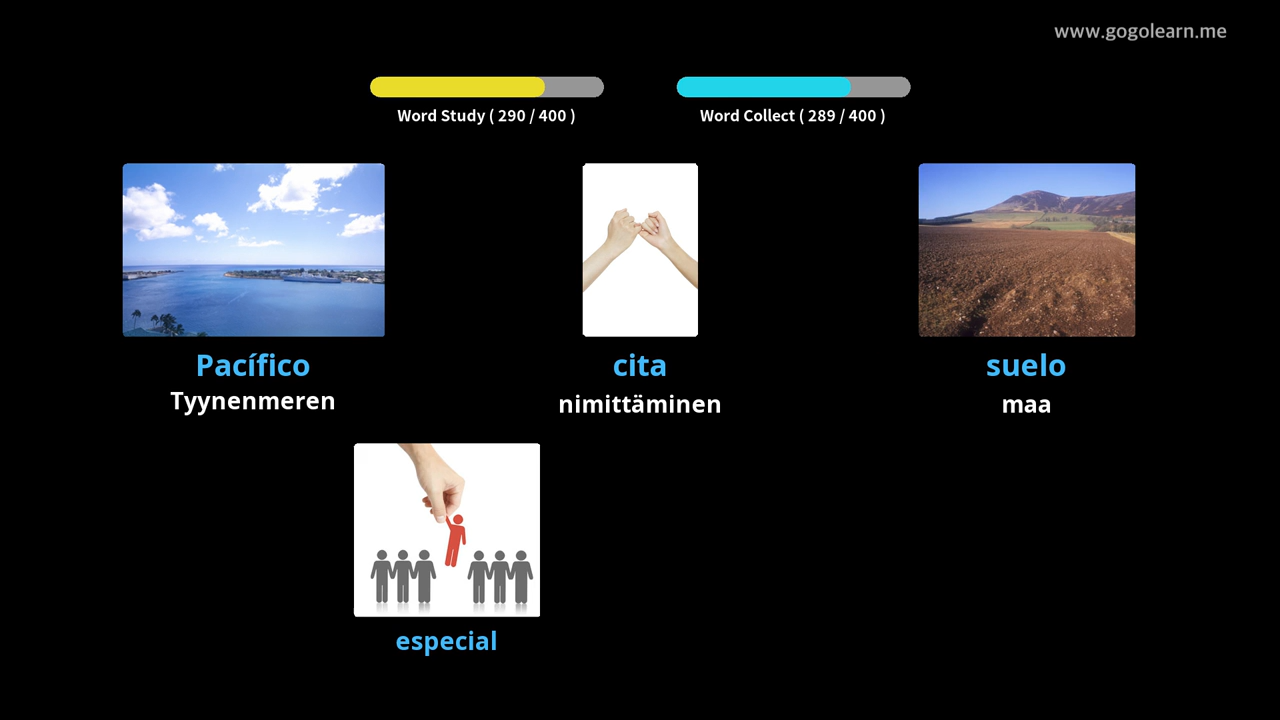 www.gogolearn.me
Word Study ( 290 / 400 )
Word Collect ( 289 / 400 )
Pacífico
Tyynenmeren
cita
nimittäminen
suelo
maa
especial